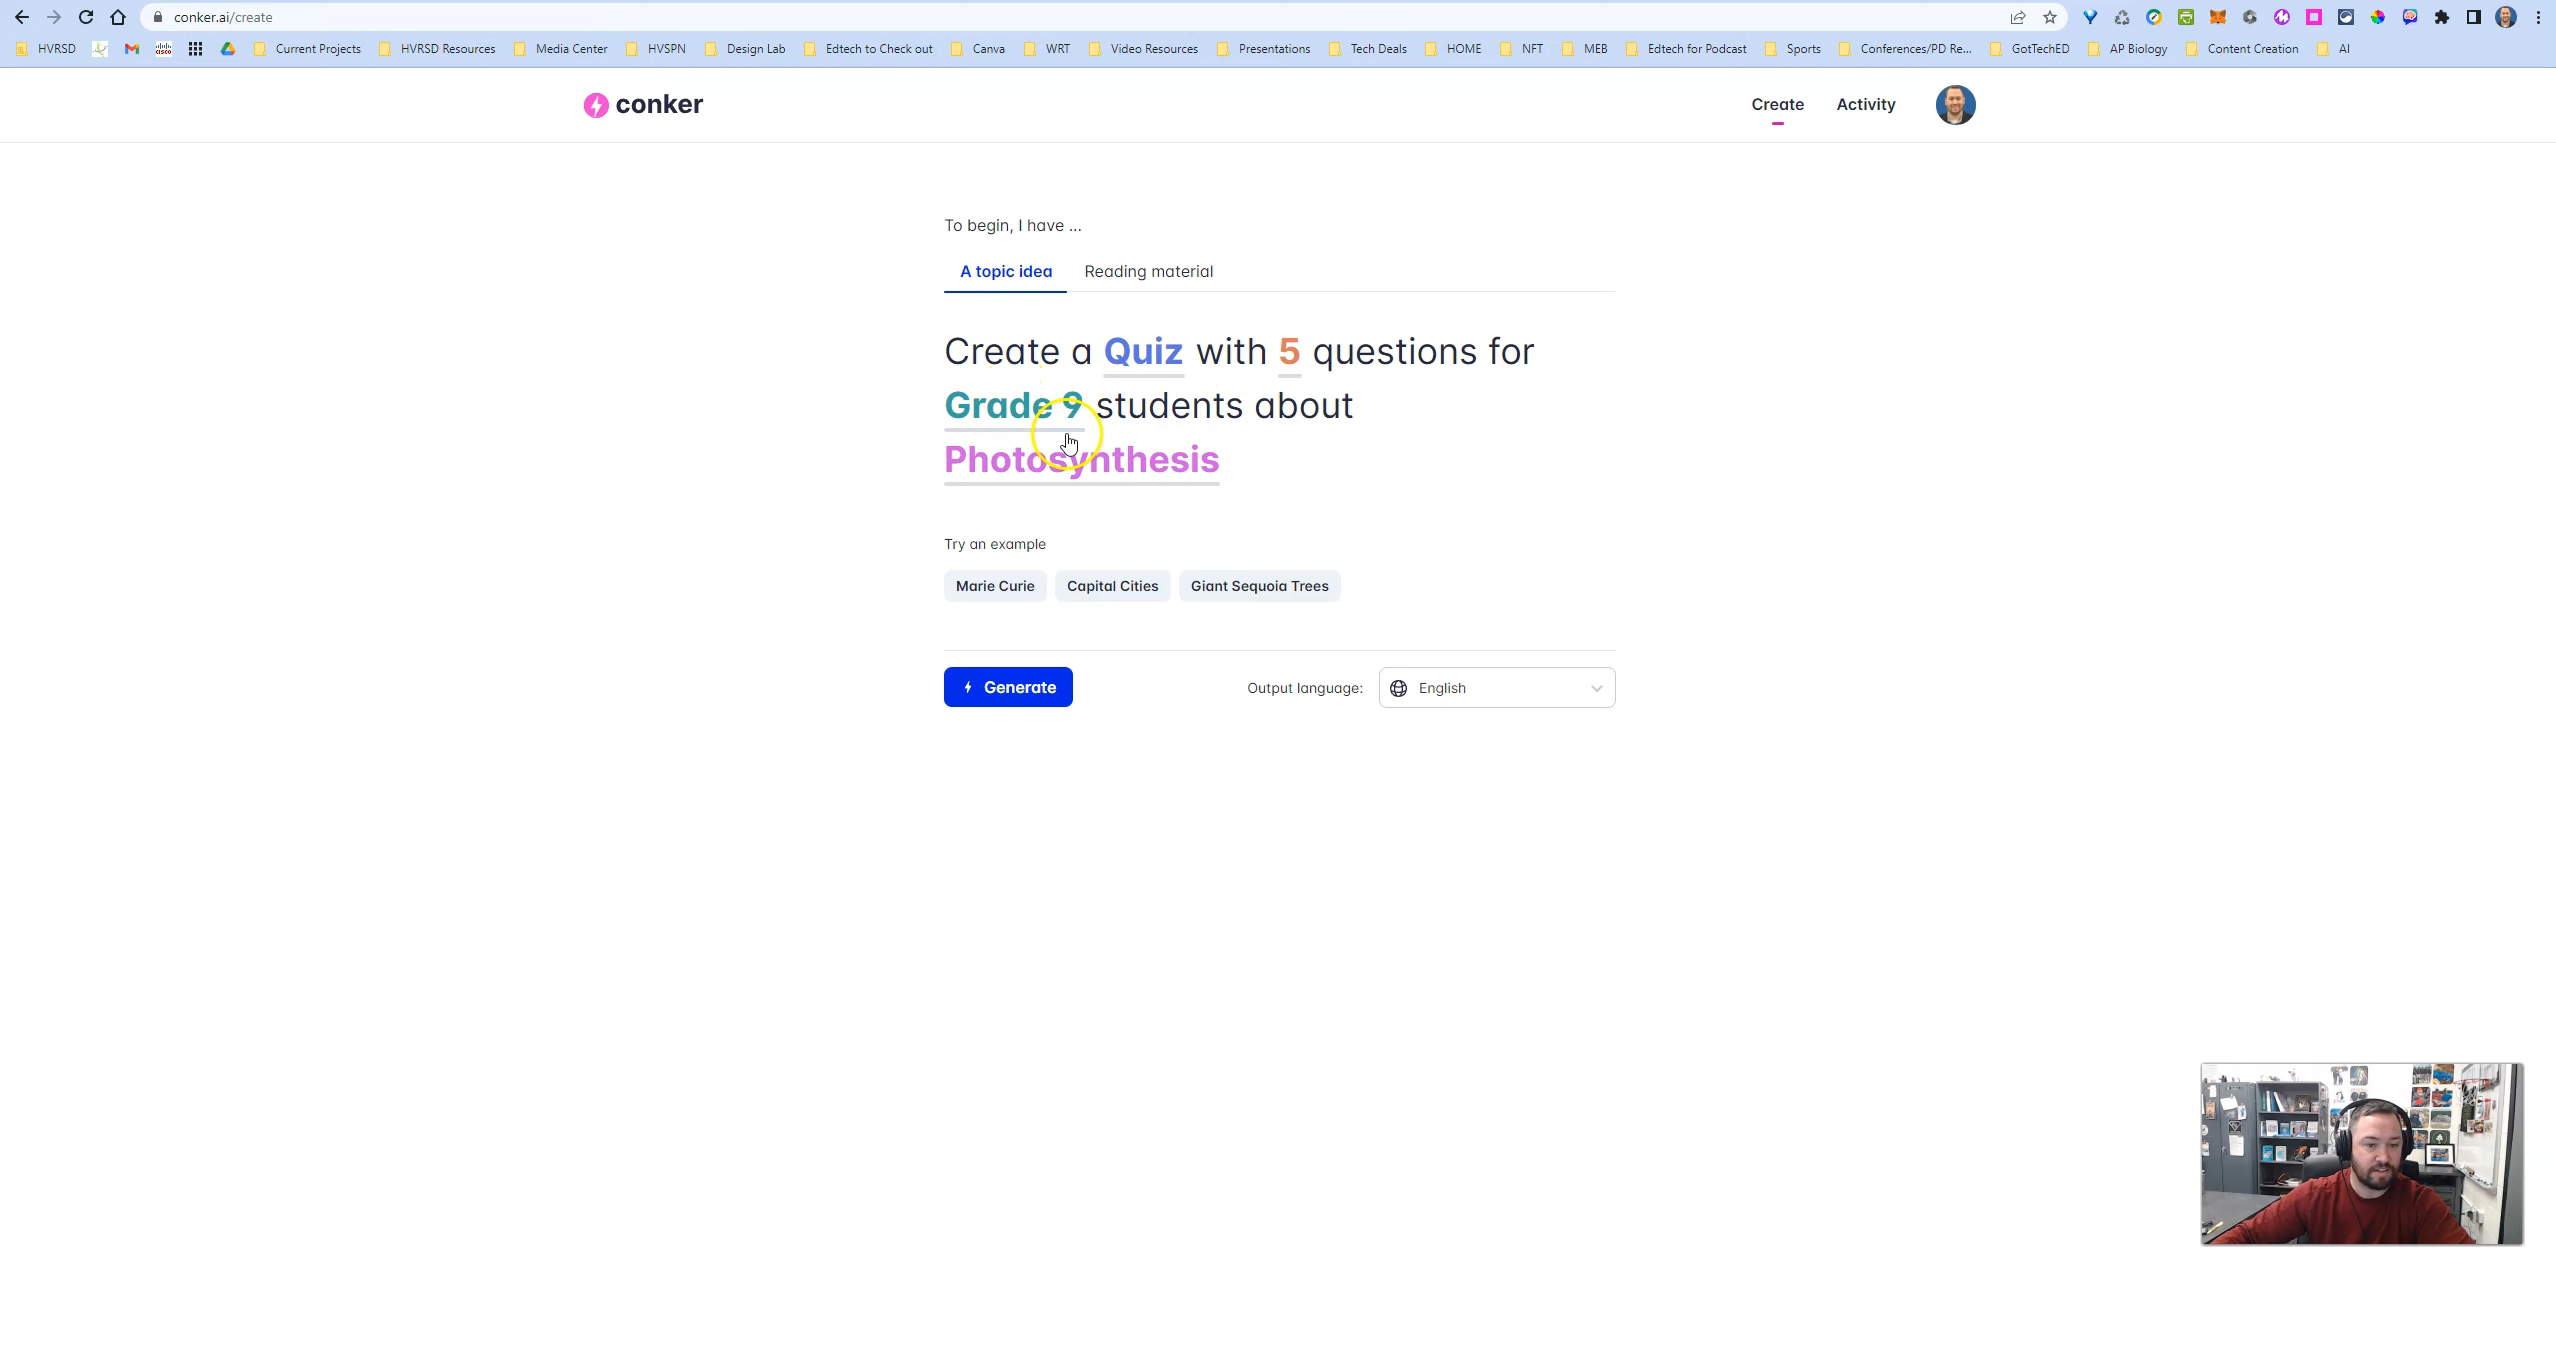 conker.ai/create
HVRSD
Current Projects
HVRSD Resources
Media Center
HVSPN
Design Lab
Edtech to Check out
Canva
WRT
Video Resources
Presentations
Tech Deals
HOME
NFT
MEB
Edtech for Podcast
Sports
Conferences/PD Re...
GotTechED
AP Biology
Content Creation
AI
conker
Create
Activity
To begin, I have ...
A topic idea
Reading material
Create a Quiz with 5 questions for
Grade 9 students about
Photosynthesis
Try an example
Marie Curie
Capital Cities
Giant Sequoia Trees
Generate
Output language:
English